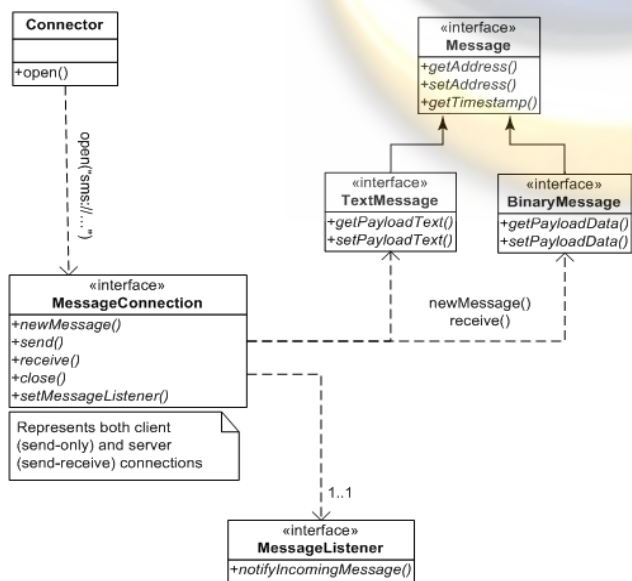 Connector
+open()
«interface»
Message
+getAddress()
+setAddress()
+getTimestamp()
open("sms://...")
«interface»
TextMessage
+getPayloadText()
+setPayloadText()
«interface»
BinaryMessage
+getPayloadData()
+setPayloadData()
«interface»
MessageConnection
+newMessage()
+send()
+receive()
+close()
+setMessageListener()
newMessage()
receive()
Represents both client
(send-only) and server
(send-receive) connections
1..1
«interface»
MessageListener
+notifyIncomingMessage()